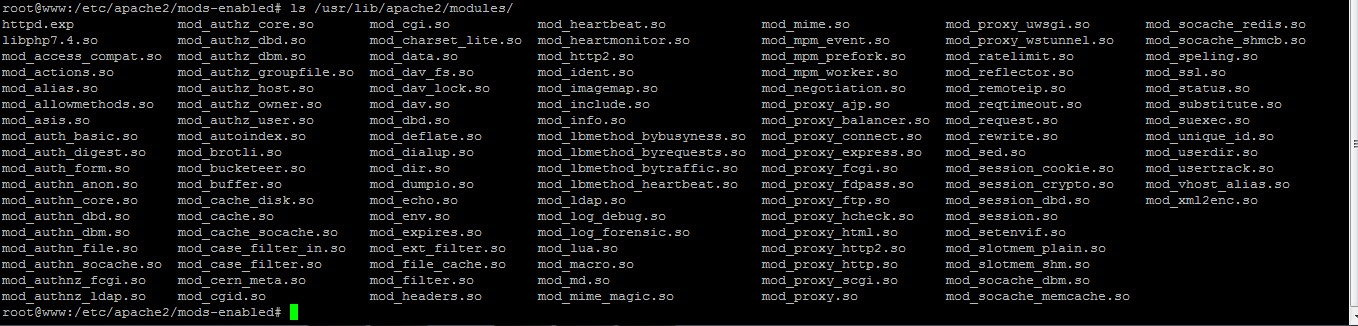 root@www:/etc/apache2/mods-enabled# ls /usr/lib/apache2/modules/
httpd.exp mod_authz_core.so mod_cgi.so mod_heartbeat.so mod_mime.so mod_proxy_uwsgi.so mod_socache_redis.so
libphp7.4.so mod_authz_dbd.so mod_charset_lite.so mod_heartmonitor.so mod_mpm_event.so mod_proxy_wstunnel.so mod_socache_shmcb.so
mod_access_compat.so mod_authz_dbm.so mod_data.so mod_http2.so mod_mpm_prefork.so mod_ratelimit.so mod_speling.so
mod_actions.so mod_authz_groupfile.so mod_dav_fs.so mod_ident.so mod_mpm_worker.so mod_reflector.so mod_ssl.so
mod_alias.so mod_authz_host.so mod_dav_lock.so mod_imagemap.so mod_negotiation.so mod_remoteip.so mod_status.so
mod_allowmethods.so mod_authz_owner.so mod_dav.so mod_include.so mod_proxy_ajp.so mod_reqtimeout.so mod_substitute.so
mod_asis.so mod_authz_user.so mod_dbd.so mod_info.so mod_proxy_balancer.so mod_request.so mod_suexec.so
mod_auth_basic.so mod_autoindex.so mod_deflate.so mod_lbmethod_bybusyness.so mod_proxy_connect.so mod_rewrite.so mod_unique_id.so
mod_auth_digest.so mod_brotli.so mod_dialup.so mod_lbmethod_byrequests.so mod_proxy_express.so mod_sed.so mod_userdir.so
mod_auth_form.so mod_bucketeer.so mod_dir.so mod_lbmethod_bytraffic.so mod_proxy_fcgi.so mod_session_cookie.so mod_usertrack.so
mod_authn_anon.so mod_buffer.so mod_dumpio.so mod_lbmethod_heartbeat.so mod_proxy_fdpass.so mod_session_crypto.so mod_vhost_alias.so
mod_authn_core.so mod_cache_disk.so mod_echo.so mod_ldap.so mod_proxy_ftp.so mod_session_dbd.so mod_xml2enc.so
mod_authn_dbd.so mod_cache.so mod_env.so mod_log_debug.so mod_proxy_hcheck.so mod_session.so
mod_authn_dbm.so mod_cache_socache.so mod_expires.so mod_log_forensic.so mod_proxy_html.so mod_setenvif.so
mod_authn_file.so mod_case_filter_in.so mod_ext_filter.so mod_lua.so mod_proxy_http2.so mod_slotmem_plain.so
mod_authn_socache.so mod_case_filter.so mod_file_cache.so mod_macro.so mod_proxy_http.so mod_slotmem_shm.so
mod_authnz_fcgi.so mod_cern_meta.so mod_filter.so mod_md.so mod_proxy_scgi.so mod_socache_dbm.so
mod_authnz_ldap.so mod_cgid.so mod_headers.so mod_mime_magic.so mod_proxy.so mod_socache_memcache.so
root@www:/etc/apache2/mods-enabled#